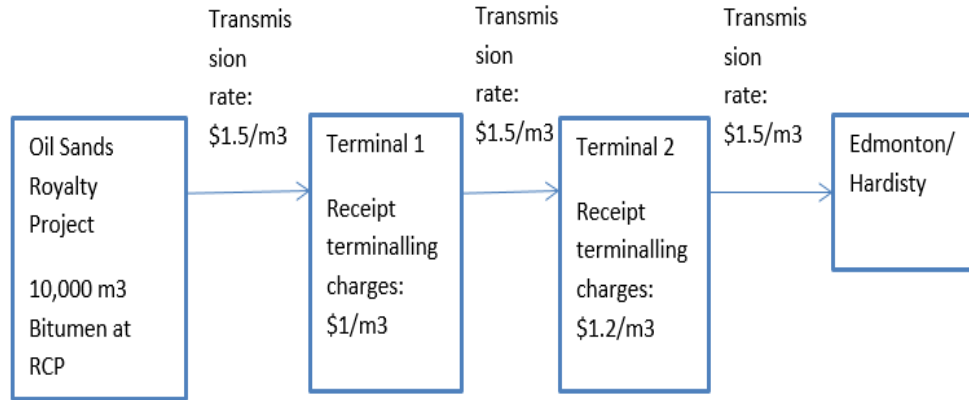 Transmis
sion
rate:
$1.5/m3
Transmis
sion
rate:
$1.5/m3
Transmis
sion
rate:
$1.5/m3
Oil Sands
Royalty
Project
10,000 m3
Bitumen at
RCP
Terminal 1
Receipt
terminalling
charges:
$1/m3
Terminal 2
Receipt
terminalling
charges:
$1.2/m3
Edmonton/
Hardisty